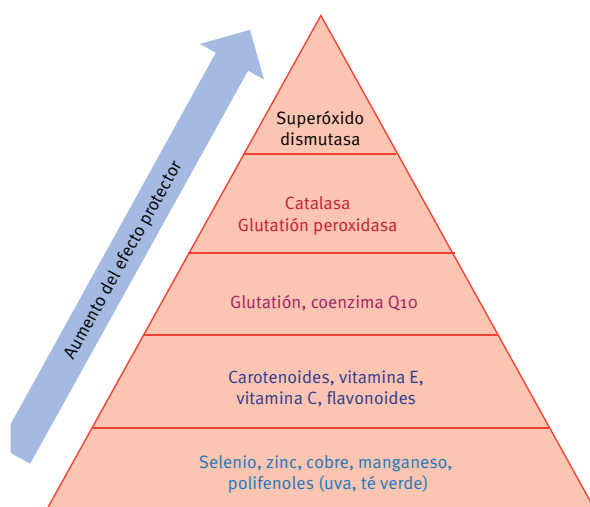 Aumento del efecto protector
Superóxido
dismutasa
Catalasa
Glutatión peroxidasa
Glutatión, coenzima Q10
Carotenoides, vitamina E,
vitamina C, flavonoides
Selenio, zinc, cobre, manganeso,
polifenoles (uva, té verde)